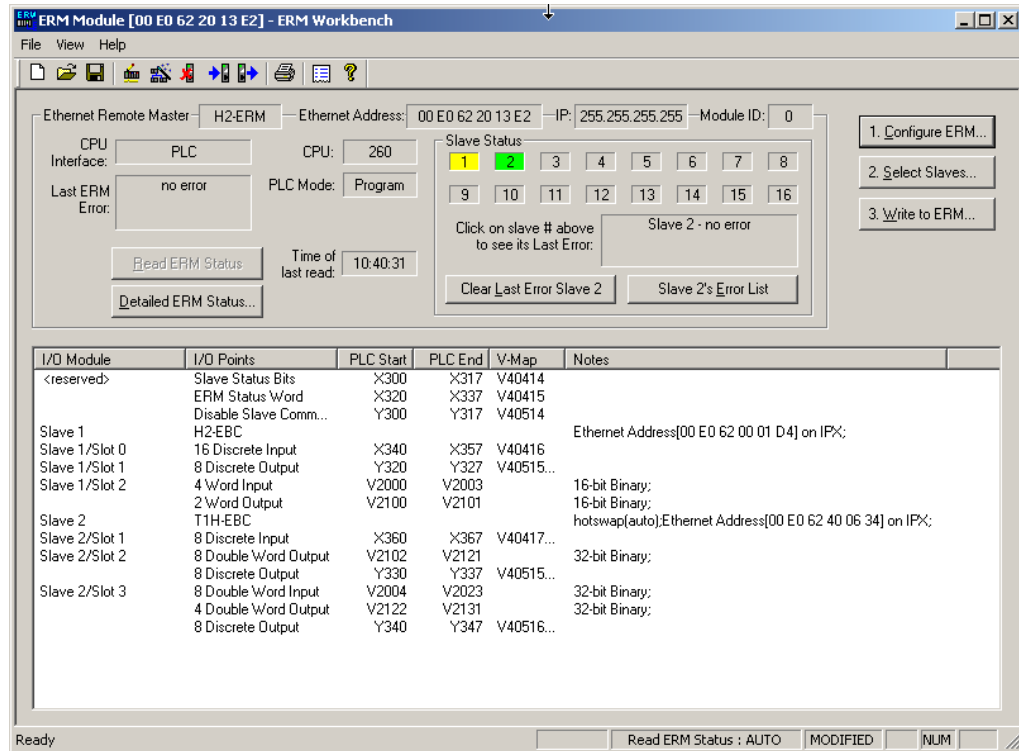 ERM Module [00 E0 62 20 13 E2] - ERM Workbench
File View Help
Ethernet Remote Master H2-ERM Ethernet Address: 00 E0 62 20 13 E2 IP: 255.255.255.255 Module ID: 0
CPU Interface: PLC CPU: 260
Last ERM Error: no error PLC Mode: Program
Read ERM Status Time of last read: 10:40:31
Detailed ERM Status...
Slave Status
1 2 3 4 5 6 7 8
9 10 11 12 13 14 15 16
Click on slave # above to see its Last Error: Slave 2 - no error
Clear Last Error Slave 2 Slave 2's Error List
1. Configure ERM...
2. Select Slaves...
3. Write to ERM...
I/O Module I/O Points PLC Start PLC End V-Map Notes
<reserved> Slave Status Bits X300 X317 V40414
ERM Status Word X320 X337 V40415
Disable Slave Comm... Y300 Y317 V40514
Slave 1 H2-EBC Ethernet Address[00 E0 62 00 01 D4] on IPX;
Slave 1/Slot 0 16 Discrete Input X340 X357 V40416
Slave 1/Slot 1 8 Discrete Output Y320 Y327 V40515...
Slave 1/Slot 2 4 Word Input V2000 V2003 16-bit Binary;
2 Word Output V2100 V2101 16-bit Binary;
Slave 2 T1H-EBC hotswap(auto);Ethernet Address[00 E0 62 40 06 34] on IPX;
Slave 2/Slot 1 8 Discrete Input X360 X367 V40417...
Slave 2/Slot 2 8 Double Word Output V2102 V2121 32-bit Binary;
8 Discrete Output Y330 Y337 V40515...
Slave 2/Slot 3 8 Double Word Input V2004 V2023 32-bit Binary;
4 Double Word Output V2122 V2131 32-bit Binary;
8 Discrete Output Y340 Y347 V40516...
Ready Read ERM Status : AUTO MODIFIED NUM